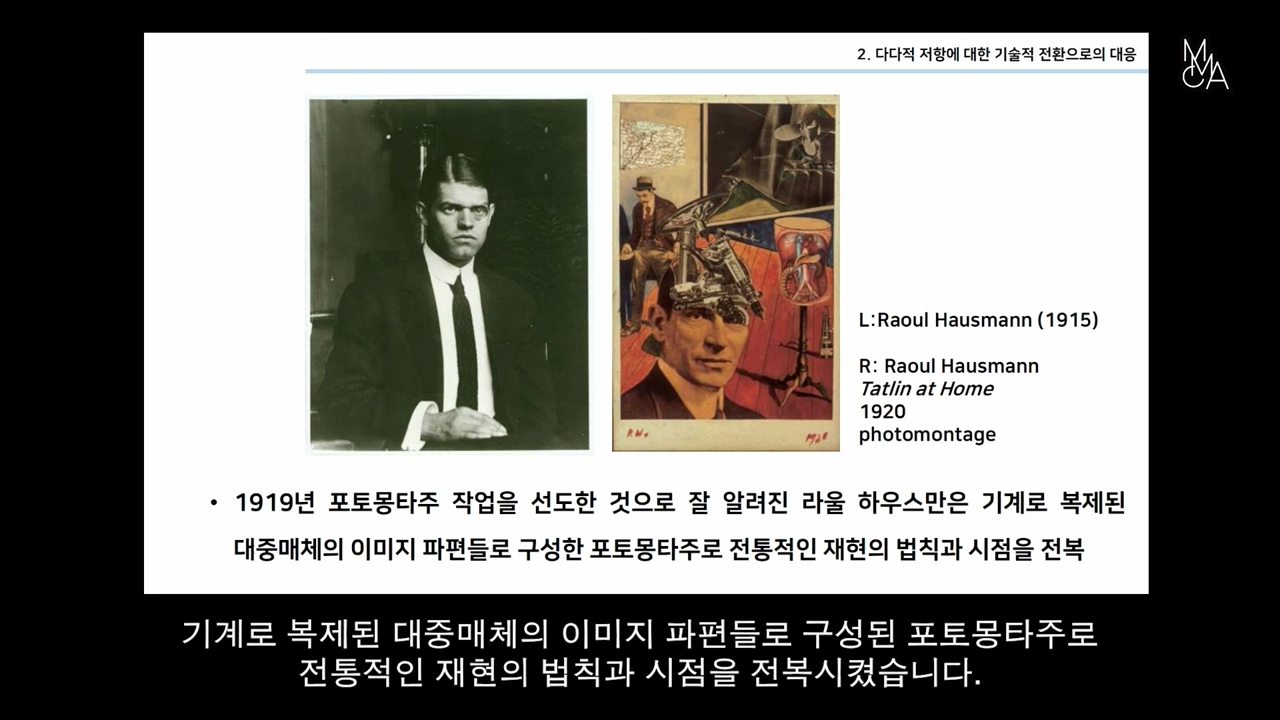 2. 다다적 저항에 대한 기술적 전환으로의 대응
MMCA
L:Raoul Hausmann (1915)
R: Raoul Hausmann
Tatlin at Home
1920
photomontage
R.H.
1920
• 1919년 포토몽타주 작업을 선도한 것으로 잘 알려진 라울 하우스만은 기계로 복제된
대중매체의 이미지 파편들로 구성한 포토몽타주로 전통적인 재현의 법칙과 시점을 전복
기계로 복제된 대중매체의 이미지 파편들로 구성된 포토몽타주로
전통적인 재현의 법칙과 시점을 전복시켰습니다.